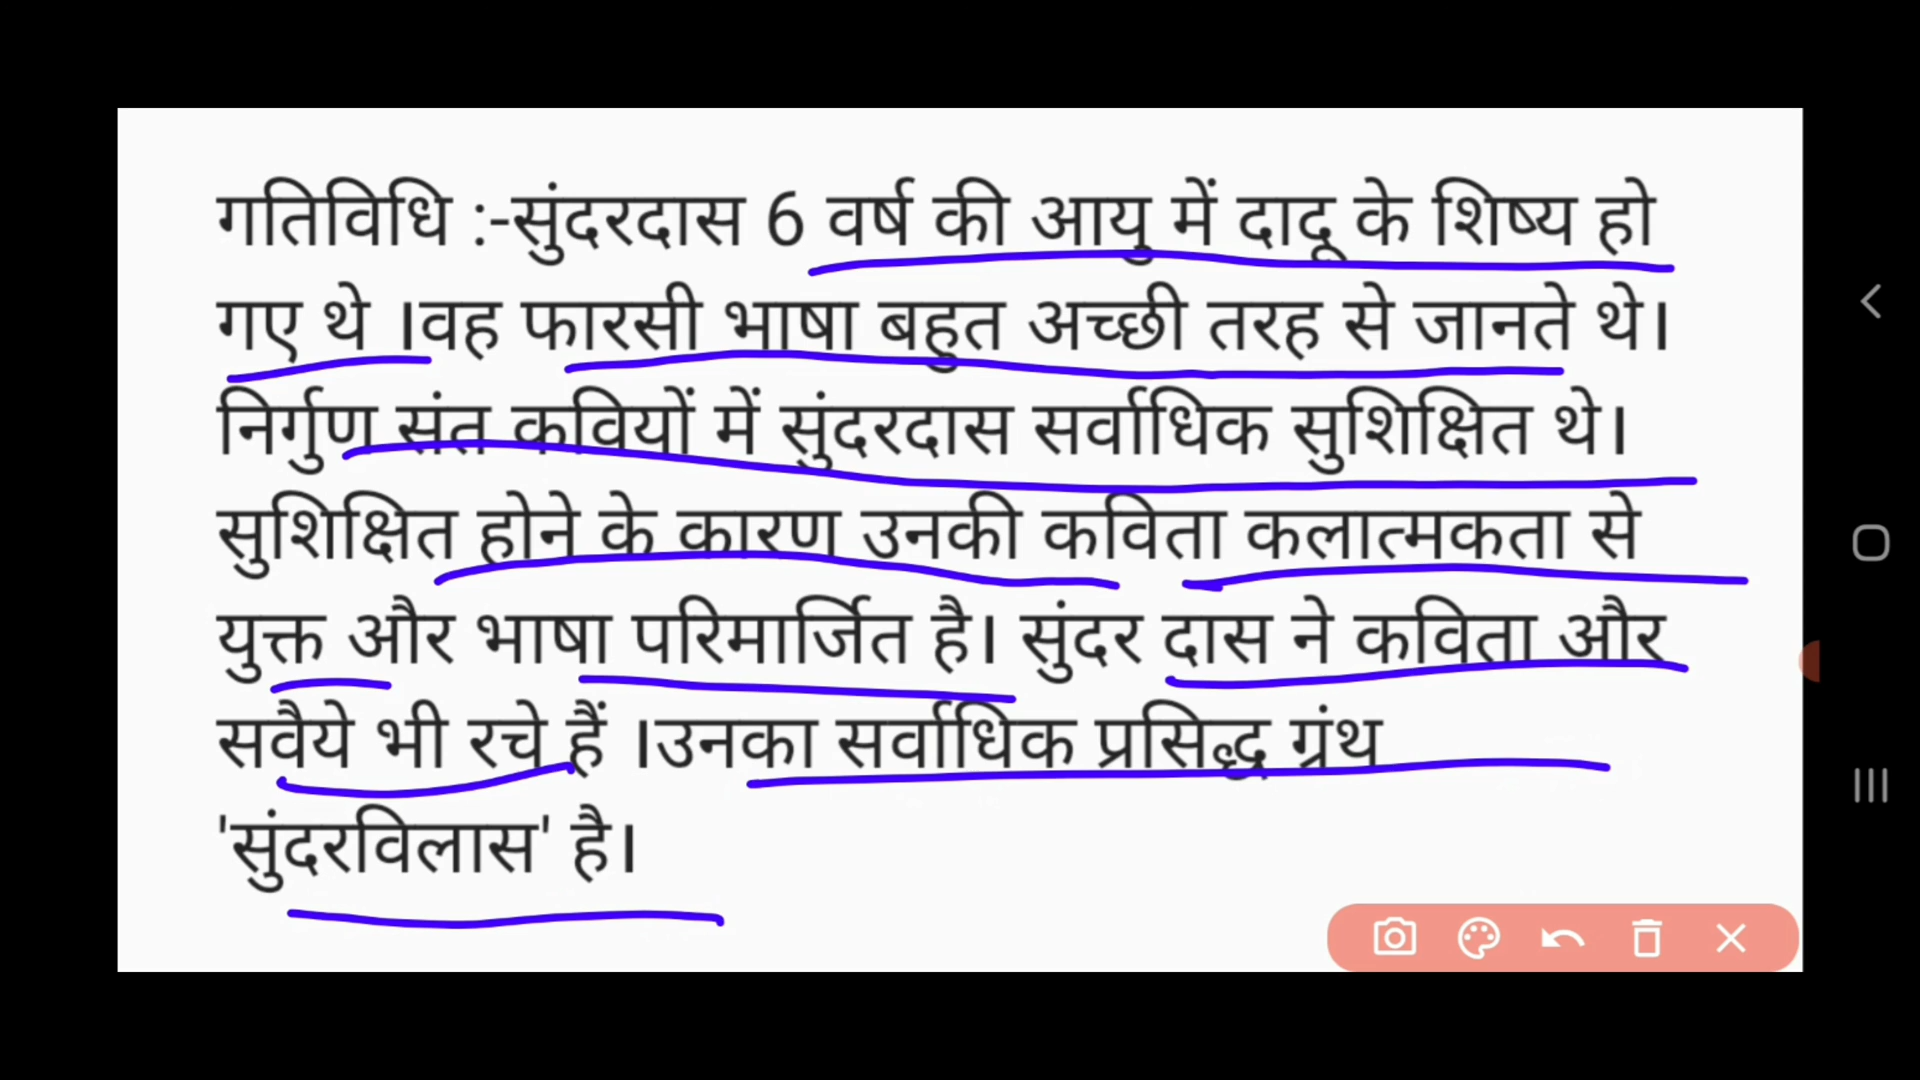 गतिविधि :-सुंदरदास 6 वर्ष की आयु में दादू के शिष्य हो
गए थे ।वह फारसी भाषा बहुत अच्छी तरह से जानते थे।
निर्गुण संत कवियों में सुंदरदास सर्वाधिक सुशिक्षित थे।
सुशिक्षित होने के कारण उनकी कविता कलात्मकता से
युक्त और भाषा परिमार्जित है। सुंदर दास ने कविता और
सवैये भी रचे हैं ।उनका सर्वाधिक प्रसिद्ध ग्रंथ
'सुंदरविलास' है।